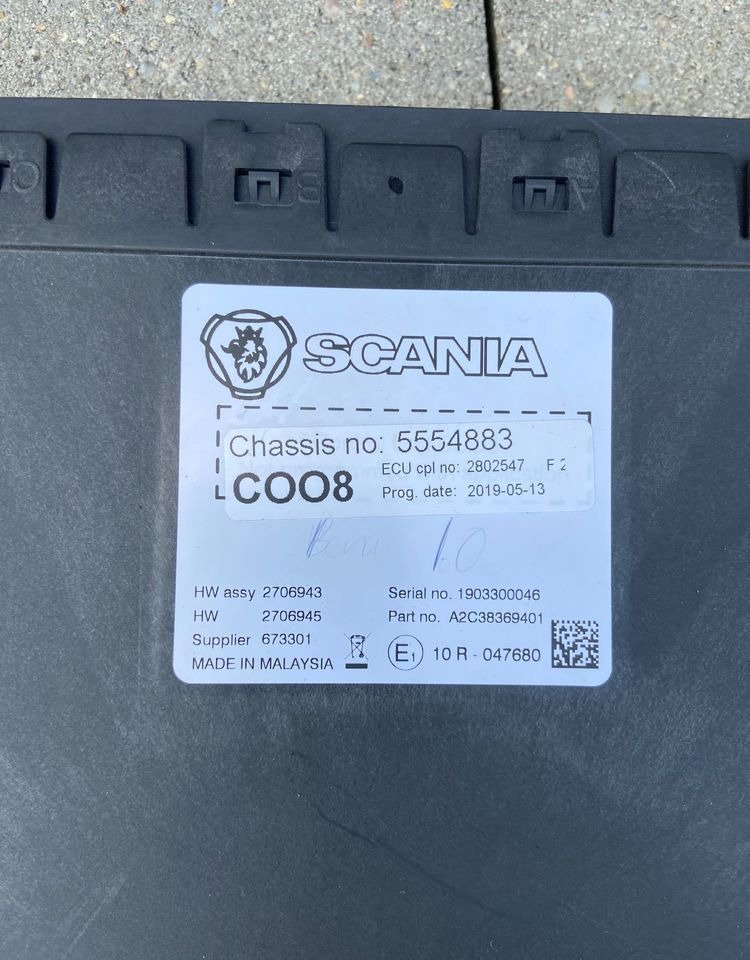 C
B
A
SCANIA
Chassis no: 5554883
ECU cpl no: 2802547 F 2
COO8
Prog. date: 2019-05-13
10
HW assy 2706943
Serial no. 1903300046
HW 2706945
Part no. A2C38369401
Supplier 673301
MADE IN MALAYSIA
E1
10 R - 047680